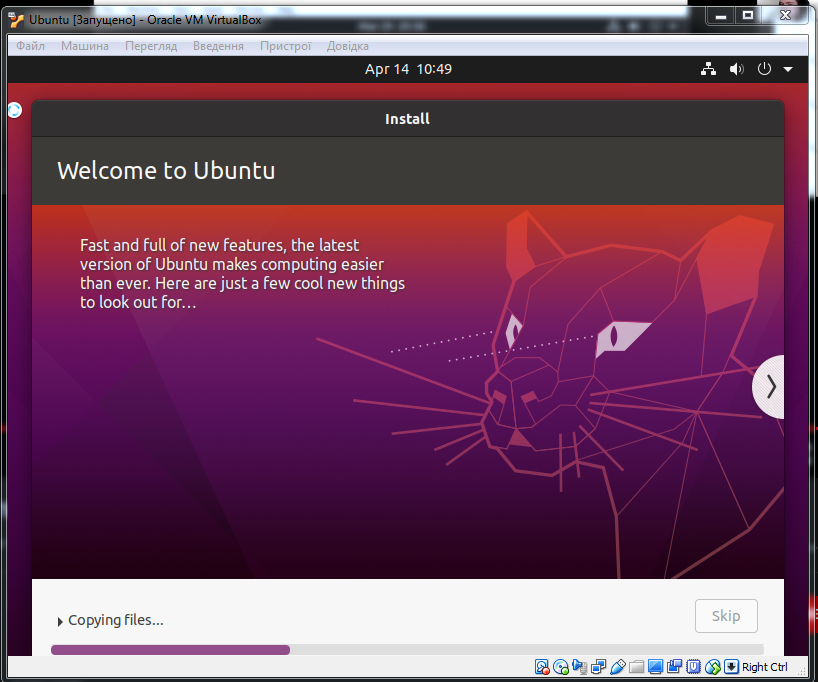 Ubuntu [Запущено] - Oracle VM VirtualBox
Файл Машина Перегляд Введення Пристрої Довідка
Apr 14 10:49
Install
Welcome to Ubuntu
Fast and full of new features, the latest
version of Ubuntu makes computing easier
than ever. Here are just a few cool new things
to look out for…
Copying files...
Skip
Right Ctrl